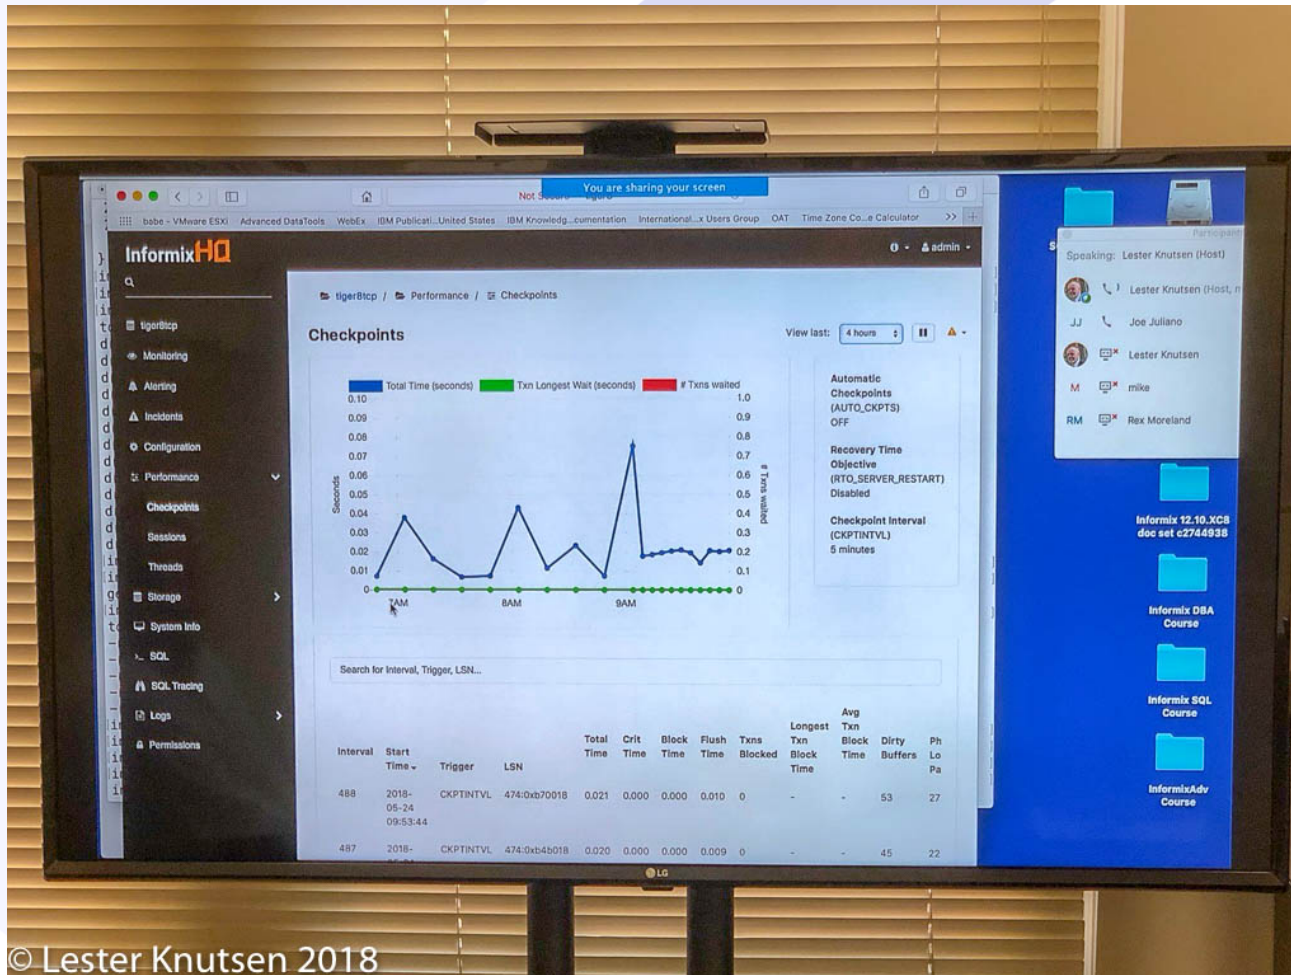 You are sharing your screen
babe - VMware ESXi Advanced DataTools WebEx IBM Publicati...United States IBM Knowledg...cumentation International...x Users Group OAT Time Zone Co...e Calculator >>
InformixHQ
admin
tiger8tcp / Performance / Checkpoints
tiger8tcp
Monitoring
Alerting
Incidents
Configuration
Performance
Checkpoints
Sessions
Threads
Storage
System Info
SQL
SQL Tracing
Logs
Permissions
Checkpoints
View last: 4 hours
Total Time (seconds) Txn Longest Wait (seconds) # Txns waited
0.10
0.09
0.08
0.07
0.06
0.05
0.04
0.03
0.02
0.01
0
Seconds
1.0
0.9
0.8
0.7
0.6
0.5
0.4
0.3
0.2
0.1
0
# Txns waited
7AM 8AM 9AM
Automatic
Checkpoints
(AUTO_CKPTS)
OFF
Recovery Time
Objective
(RTO_SERVER_RESTART)
Disabled
Checkpoint Interval
(CKPTINTVL)
5 minutes
Search for Interval, Trigger, LSN...
Interval Start Time Trigger LSN Total Time Crit Time Block Time Flush Time Txns Blocked Longest Txn Block Time Avg Txn Block Time Dirty Buffers Ph Lo Pa
488 2018-05-24 09:53:44 CKPTINTVL 474:0xb70018 0.021 0.000 0.000 0.010 0 - - 53 27
487 2018- CKPTINTVL 474:0xb4b018 0.020 0.000 0.000 0.009 0 - - 45 22
Speaking: Lester Knutsen (Host)
Lester Knutsen (Host, m
JJ Joe Juliano
Lester Knutsen
M mike
RM Rex Moreland
Informix 12.10.XC8
doc set c2744938
Informix DBA
Course
Informix SQL
Course
InformixAdv
Course
LG
© Lester Knutsen 2018